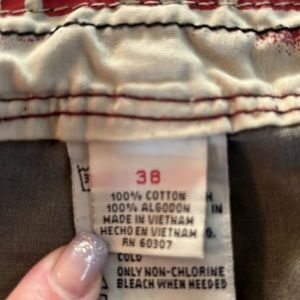 38
100% COTTON
100% ALGODON
MADE IN VIETNAM
HECHO EN VIETNAM
RN 60307
COLD
ONLY NON-CHLORINE
BLEACH WHEN NEEDED